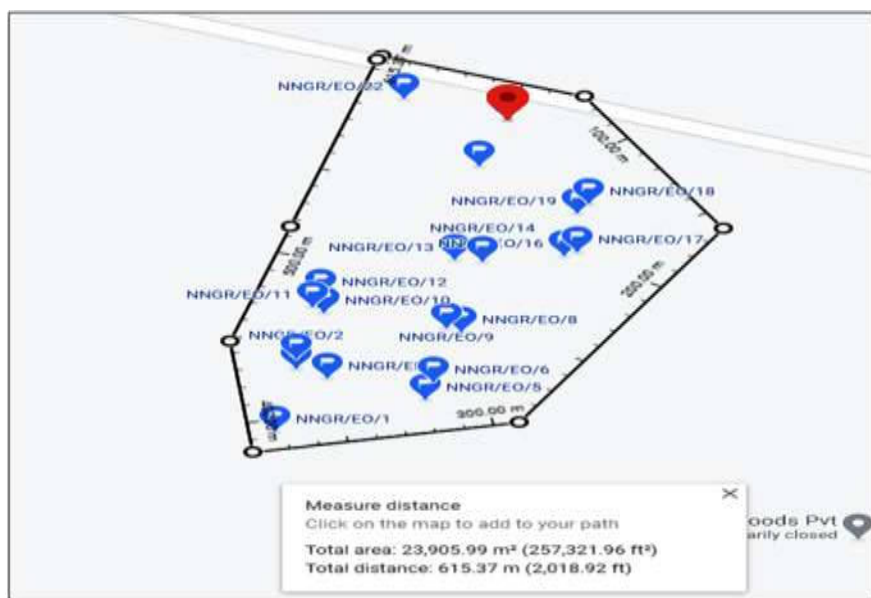 615.37 m
NNGR/EO/22
100.00 m
NNGR/EO/18
NNGR/EO/19
NNGR/EO/14
NNGR/EO/13
EO/16
NNGR/EO/17
500.00 m
200.00 m
NNGR/EO/12
NNGR/EO/11
NNGR/EO/10
NNGR/EO/8
NNGR/EO/2
NNGR/EO/9
NNGR/EO/6
NNGR/EO/5
300.00 m
NNGR/EO/1
Measure distance
Click on the map to add to your path
Total area: 23,905.99 m² (257,321.96 ft²)
Total distance: 615.37 m (2,018.92 ft)
oods Pvt
arily closed